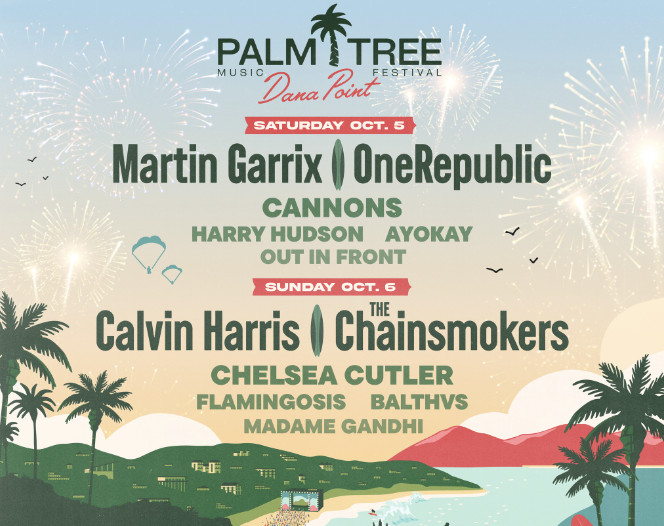 PALM TREE
MUSIC FESTIVAL
Dana Point
SATURDAY OCT. 5
Martin Garrix OneRepublic
CANNONS
HARRY HUDSON AYOKAY
OUT IN FRONT
SUNDAY OCT. 6
Calvin Harris THE Chainsmokers
CHELSEA CUTLER
FLAMINGOSIS BALTHVS
MADAME GANDHI